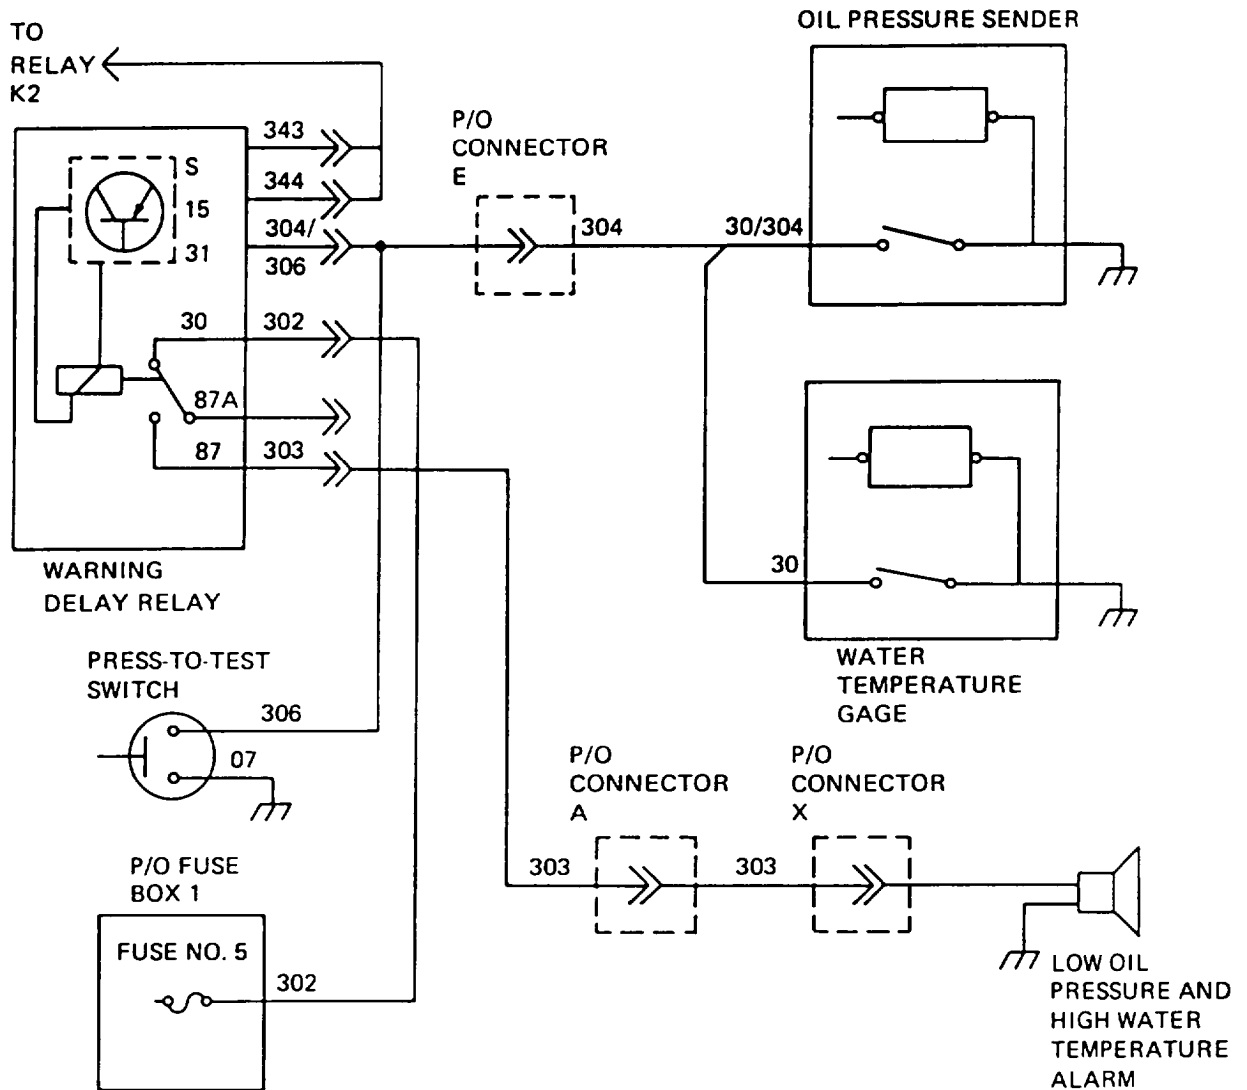 TO
RELAY
K2
OIL PRESSURE SENDER
P/O
CONNECTOR
E
343
S
344
15
304/
31
306
304
30/304
30
302
87A
87
303
30
WARNING
DELAY RELAY
WATER
TEMPERATURE
GAGE
PRESS-TO-TEST
SWITCH
306
07
P/O
CONNECTOR
A
P/O
CONNECTOR
X
303
303
P/O FUSE
BOX 1
FUSE NO. 5
302
LOW OIL
PRESSURE AND
HIGH WATER
TEMPERATURE
ALARM